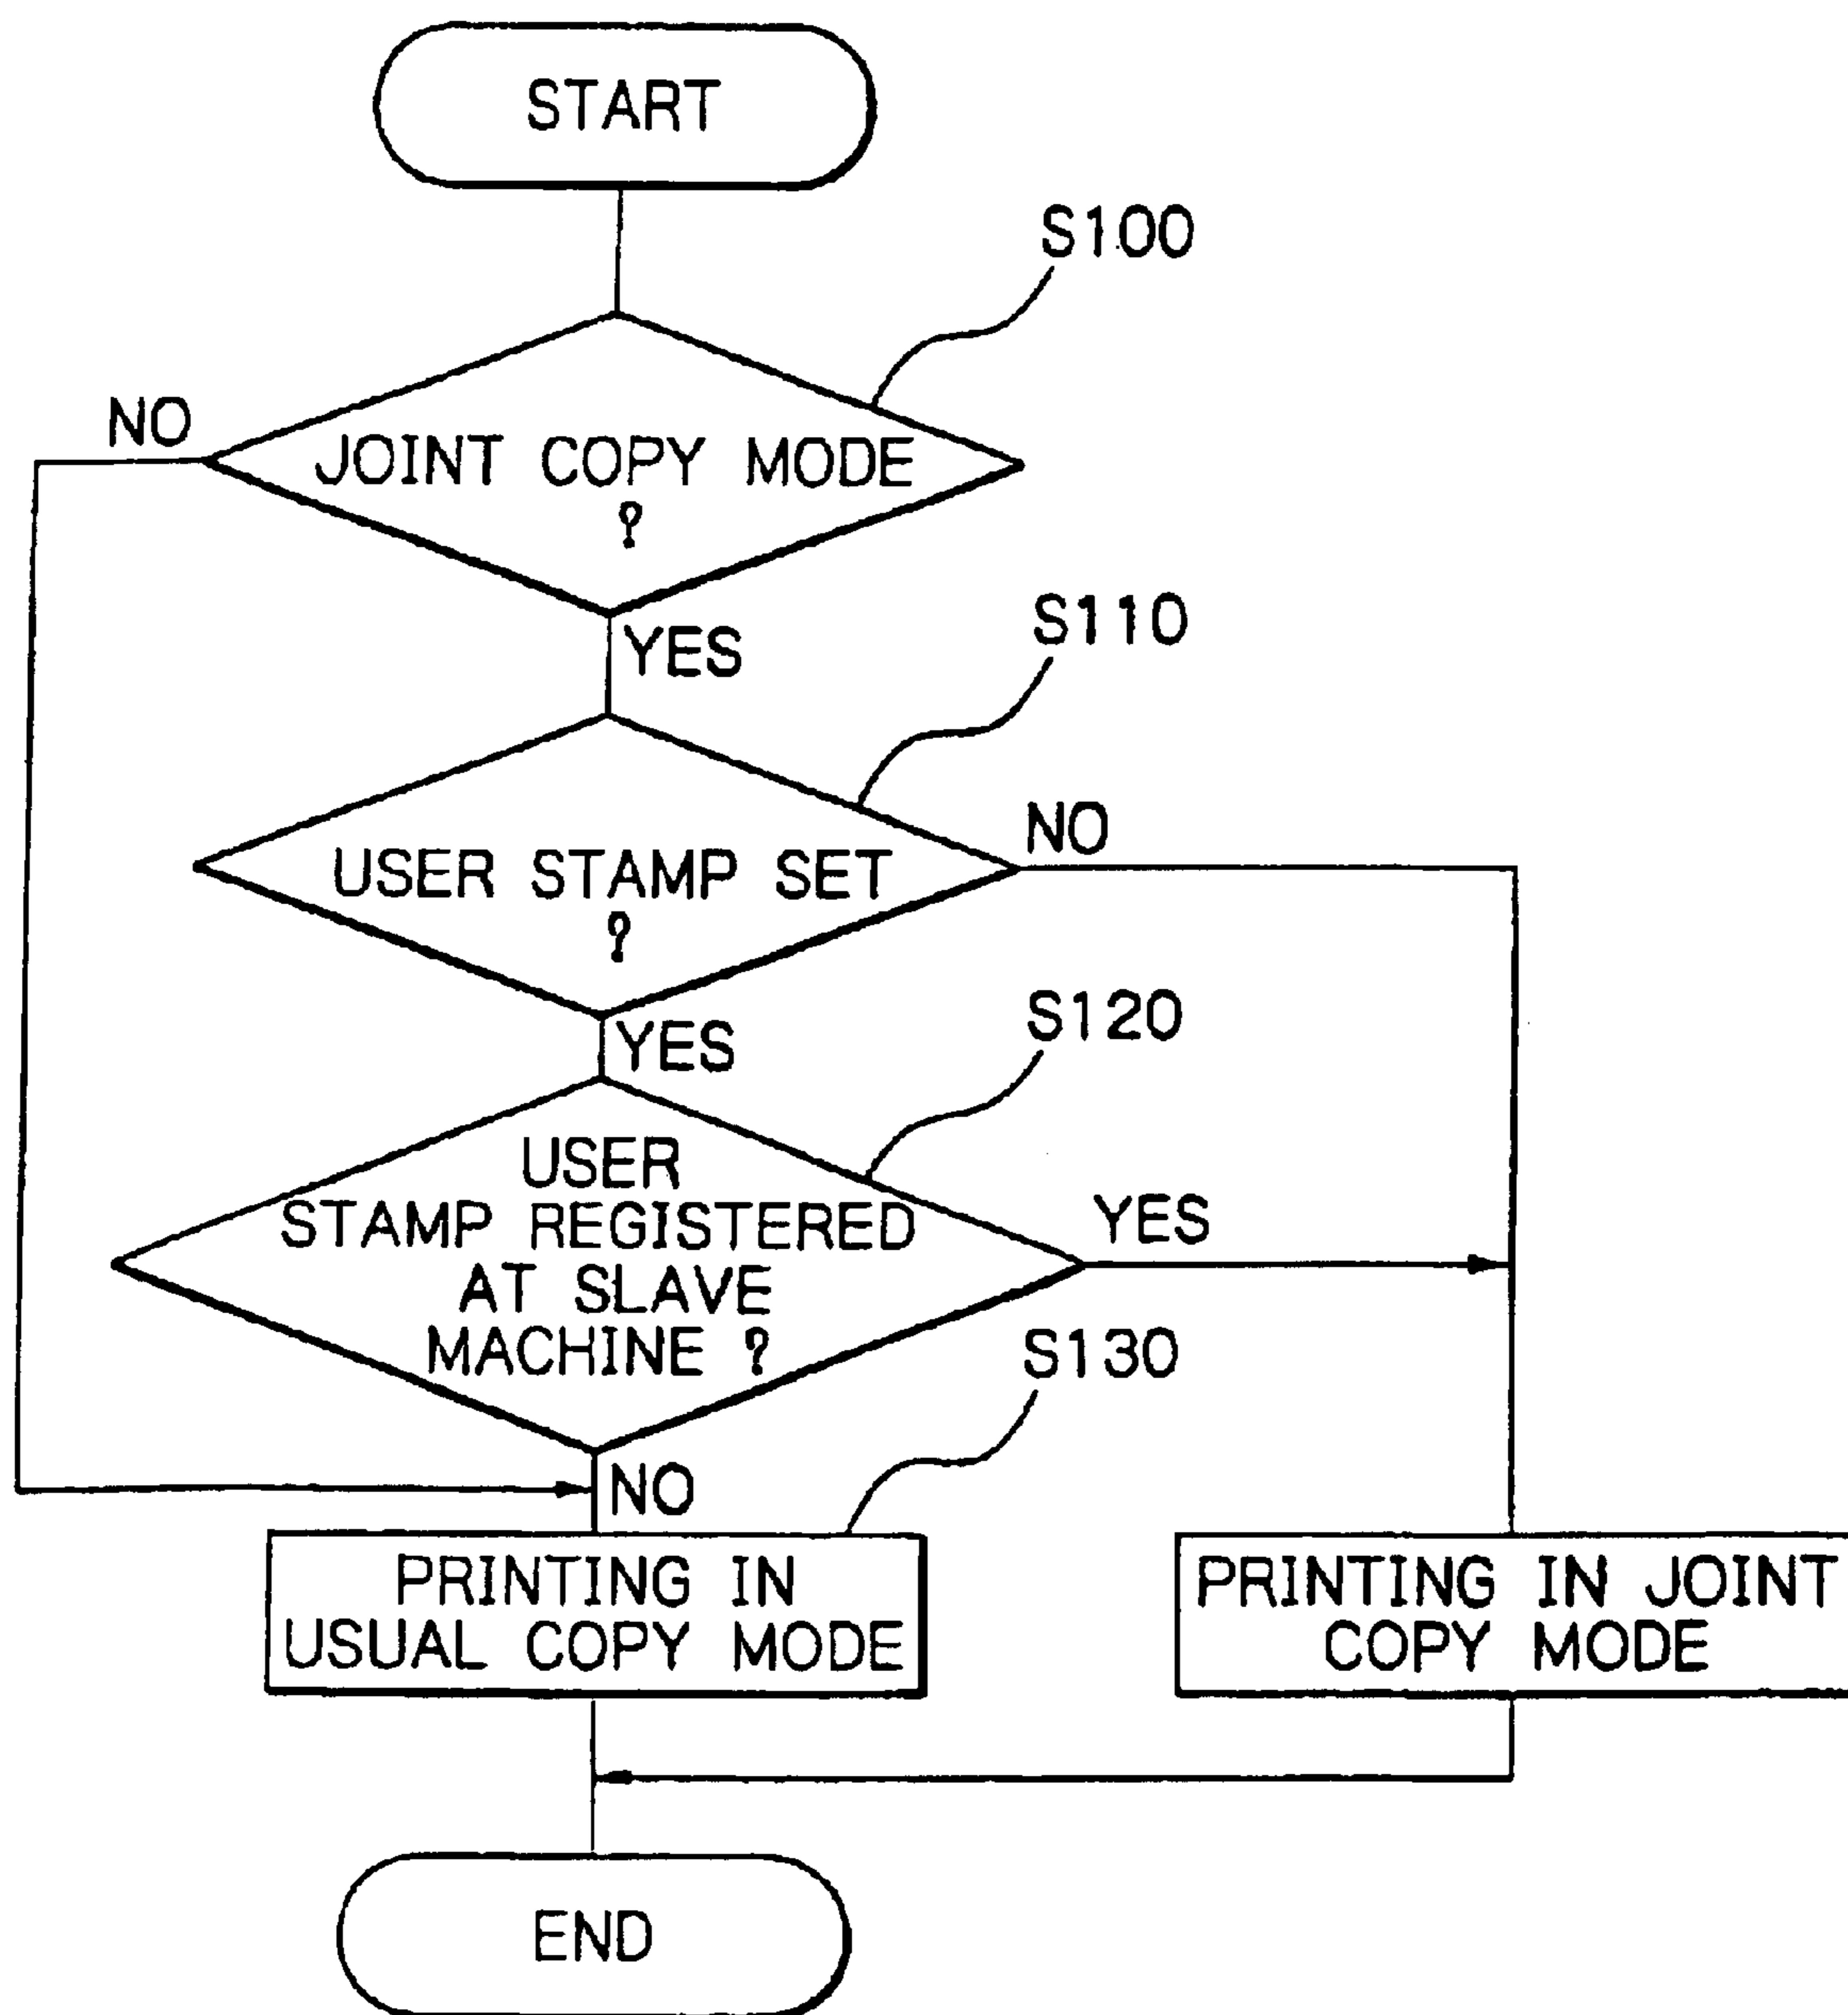 START
S100
NO
JOINT COPY MODE
?
YES
S110
NO
USER STAMP SET
?
YES
S120
USER
STAMP REGISTERED
AT SLAVE
MACHINE ?
YES
S130
NO
PRINTING IN
USUAL COPY MODE
PRINTING IN JOINT
COPY MODE
END